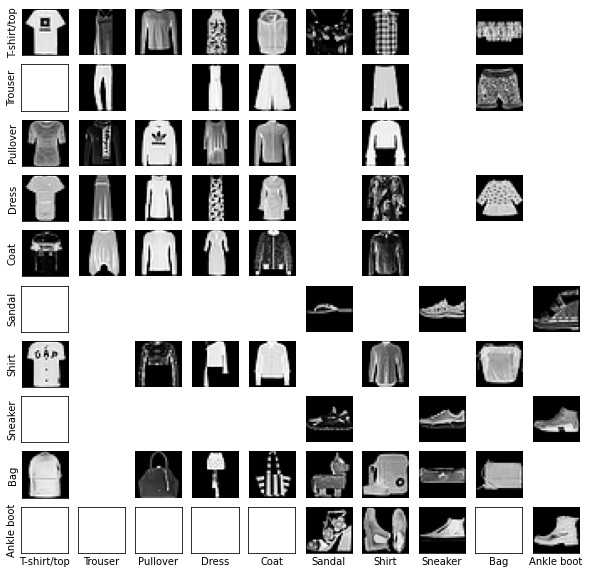 T-shirt/top
Trouser
Pullover
Dress
Coat
Sandal
Shirt
GAP
Sneaker
Bag
Ankle boot
T-shirt/top Trouser Pullover Dress Coat Sandal Shirt Sneaker Bag Ankle boot